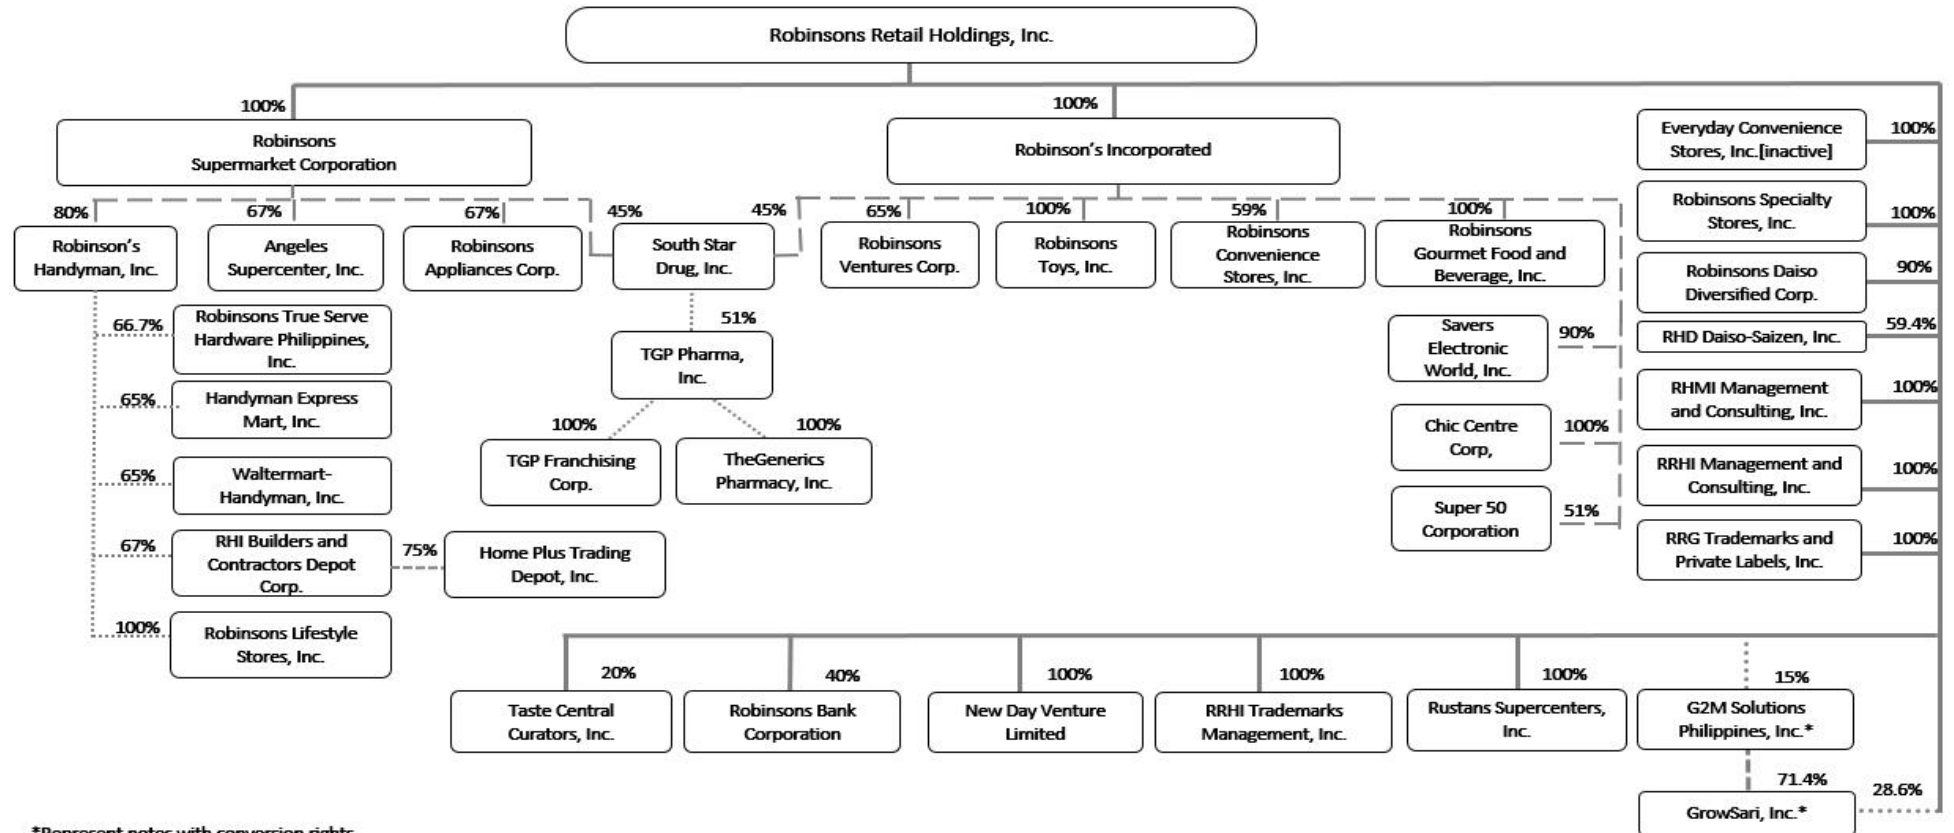 Robinsons Retail Holdings, Inc.
100%
100%
Robinsons
Supermarket Corporation
Robinson's Incorporated
80%
67%
67%
45%
45%
65%
100%
59%
100%
Robinson's
Handyman, Inc.
Angeles
Supercenter, Inc.
Robinsons
Appliances Corp.
South Star
Drug, Inc.
Robinsons
Ventures Corp.
Robinsons
Toys, Inc.
Robinsons
Convenience
Stores, Inc.
Robinsons
Gourmet Food and
Beverage, Inc.
66.7%
Robinsons True Serve
Hardware Philippines,
Inc.
65%
Handyman Express
Mart, Inc.
65%
Waltermart-
Handyman, Inc.
67%
RHI Builders and
Contractors Depot
Corp.
75%
Home Plus Trading
Depot, Inc.
100%
Robinsons Lifestyle
Stores, Inc.
51%
TGP Pharma,
Inc.
100%
100%
TGP Franchising
Corp.
TheGenerics
Pharmacy, Inc.
Savers
Electronic
World, Inc.
90%
Chic Centre
Corp,
100%
Super 50
Corporation
51%
Everyday Convenience
Stores, Inc.[inactive]
100%
Robinsons Specialty
Stores, Inc.
100%
Robinsons Daiso
Diversified Corp.
90%
RHD Daiso-Saizen, Inc.
59.4%
RHMI Management
and Consulting, Inc.
100%
RRHI Management and
Consulting, Inc.
100%
RRG Trademarks and
Private Labels, Inc.
100%
20%
40%
100%
100%
100%
15%
Taste Central
Curators, Inc.
Robinsons Bank
Corporation
New Day Venture
Limited
RRHI Trademarks
Management, Inc.
Rustans Supercenters,
Inc.
G2M Solutions
Philippines, Inc.*
71.4%
28.6%
GrowSari, Inc.*
*Represent notes with conversion rights